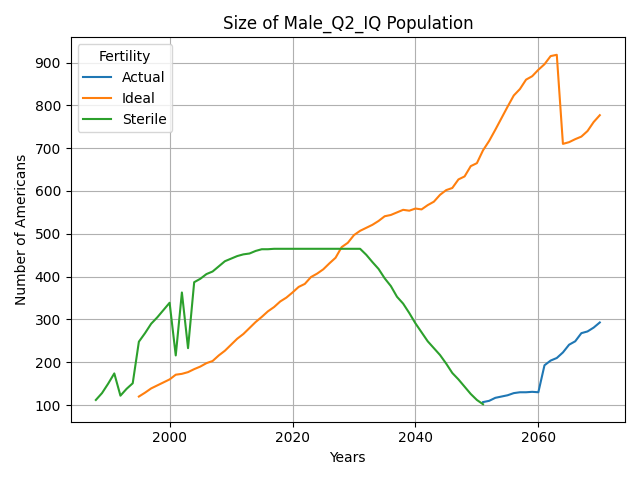 Size of Male_Q2_IQ Population
Fertility
Actual
Ideal
Sterile
Number of Americans
900
800
700
600
500
400
300
200
100
2000
2020
2040
2060
Years